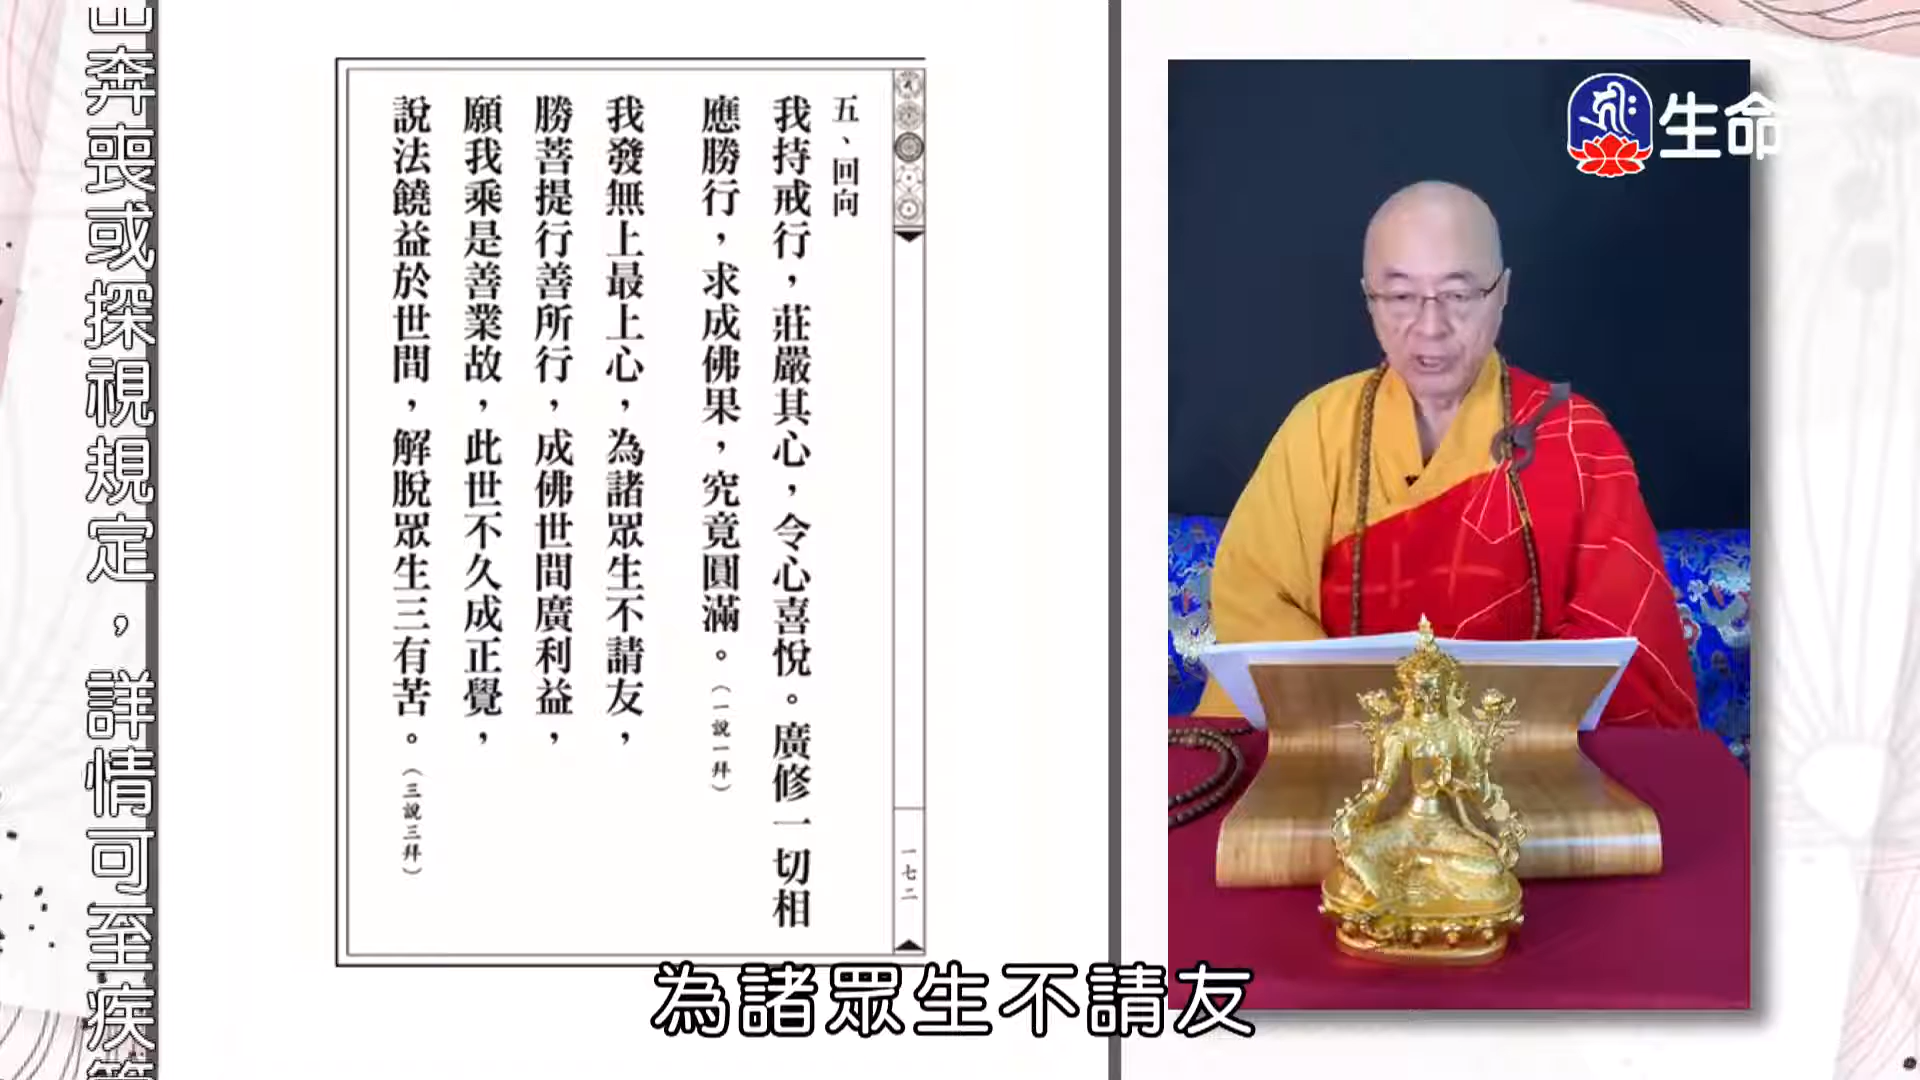 五、回向
我持戒行，莊嚴其心，令心喜悅。廣修一切相
應勝行，求成佛果，究竟圓滿。（一說一拜）
我發無上最上心，為諸眾生不請友，
勝菩提行善所行，成佛世間廣利益，
願我乘是善業故，此世不久成正覺，
說法饒益於世間，解脫眾生三有苦。（三說三拜）
一七二
奔喪或探視規定，詳情可至疾
生命
為諸眾生不請友